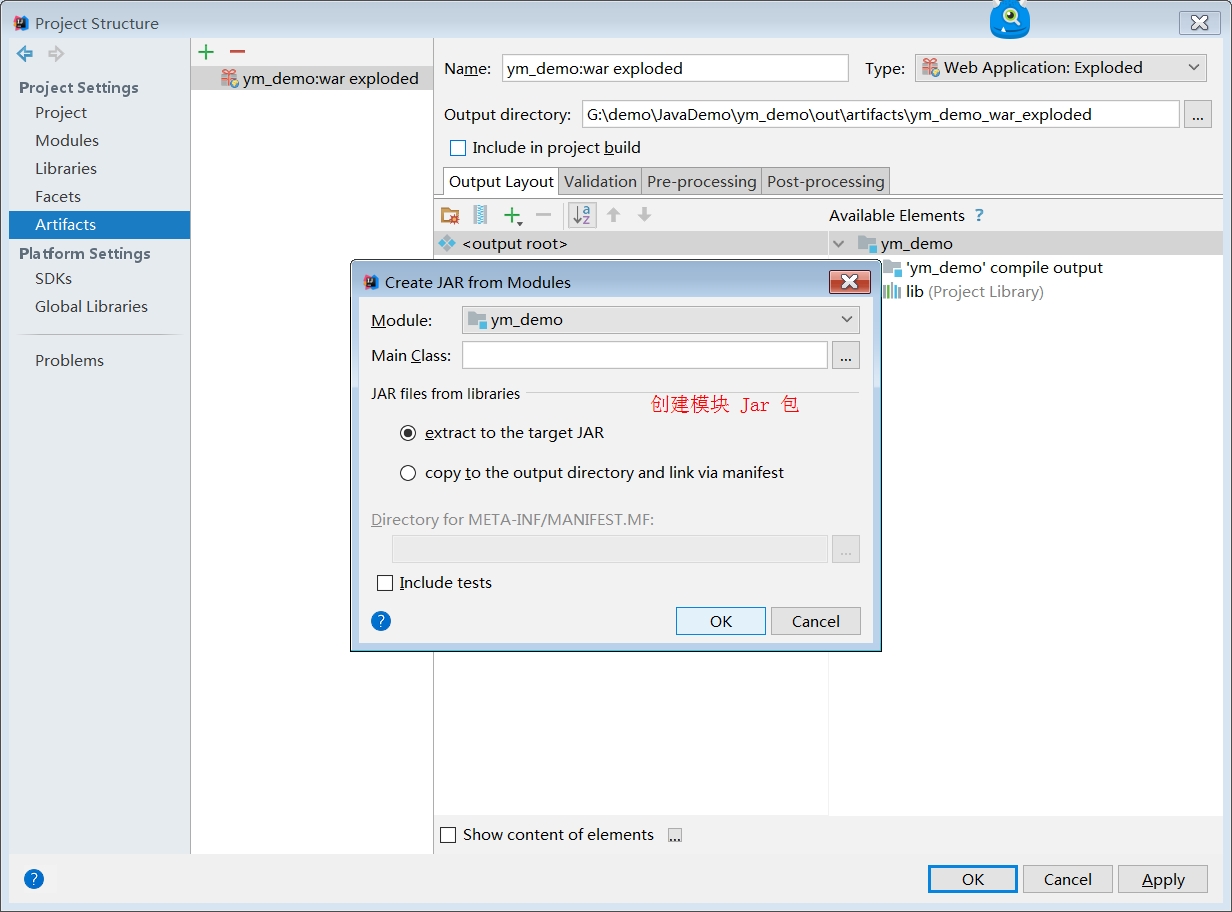 Project Structure
Project Settings
Project
Modules
Libraries
Facets
Artifacts
Platform Settings
SDKs
Global Libraries
Problems
ym_demo:war exploded
Name: ym_demo:war exploded Type: Web Application: Exploded
Output directory: G:\demo\JavaDemo\ym_demo\out\artifacts\ym_demo_war_exploded ...
Include in project build
Output Layout Validation Pre-processing Post-processing
Available Elements ?
<output root> ym_demo
'ym_demo' compile output
lib (Project Library)
Create JAR from Modules
Module: ym_demo
Main Class: ...
JAR files from libraries
创建模块 Jar 包
extract to the target JAR
copy to the output directory and link via manifest
Directory for META-INF/MANIFEST.MF:
...
Include tests
? OK Cancel
Show content of elements ...
? OK Cancel Apply